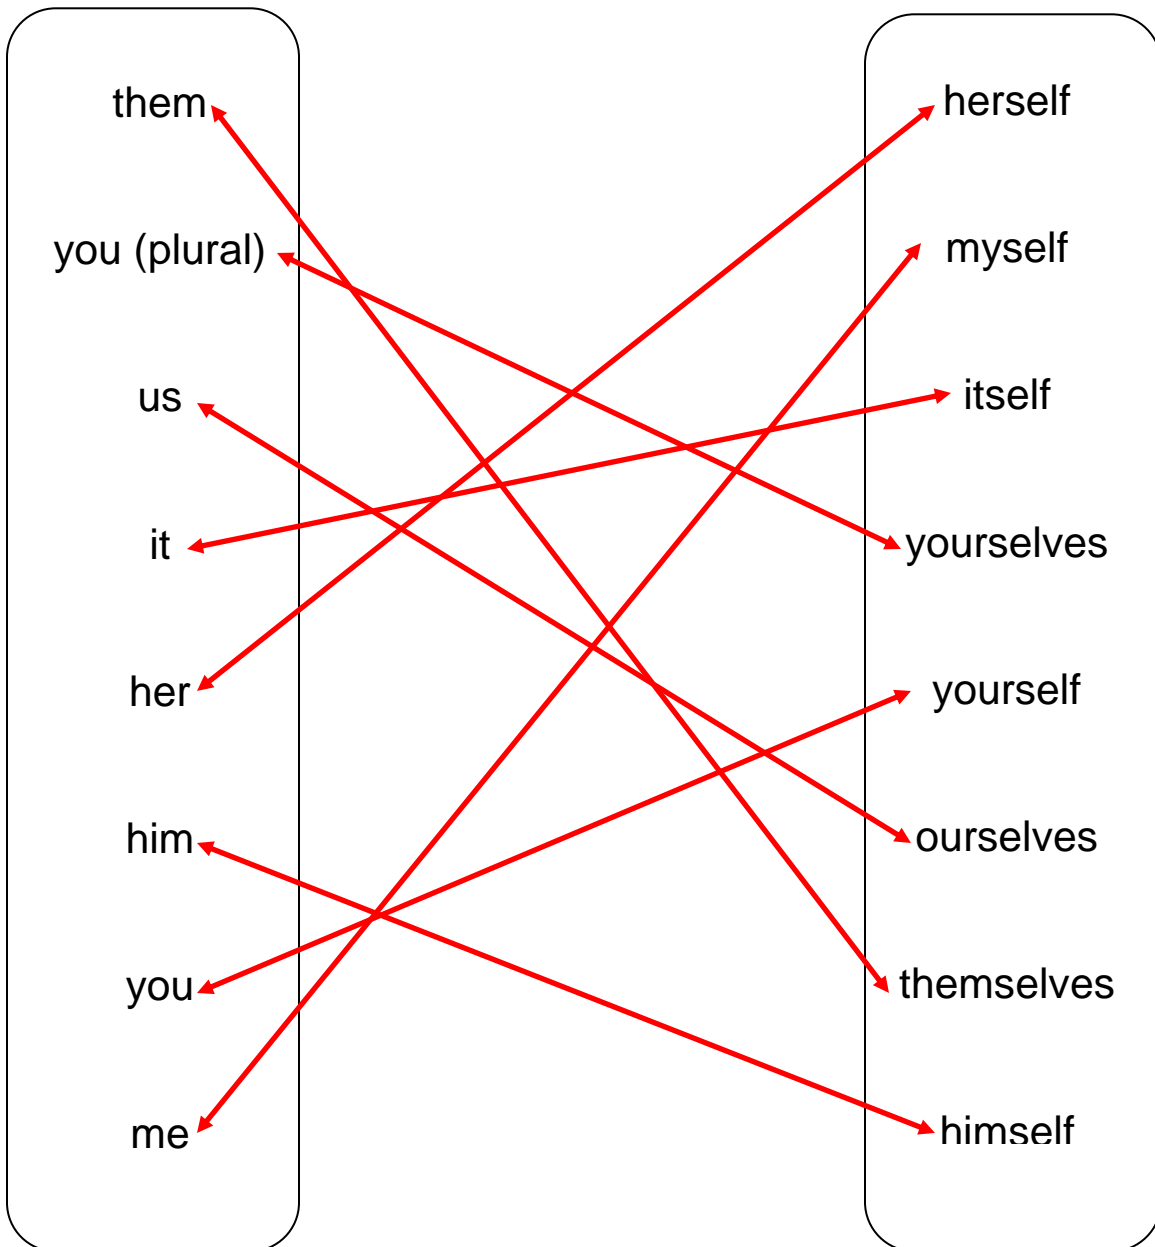 them
you (plural)
us
it
her
him
you
me
herself
myself
itself
yourselves
yourself
ourselves
themselves
himself